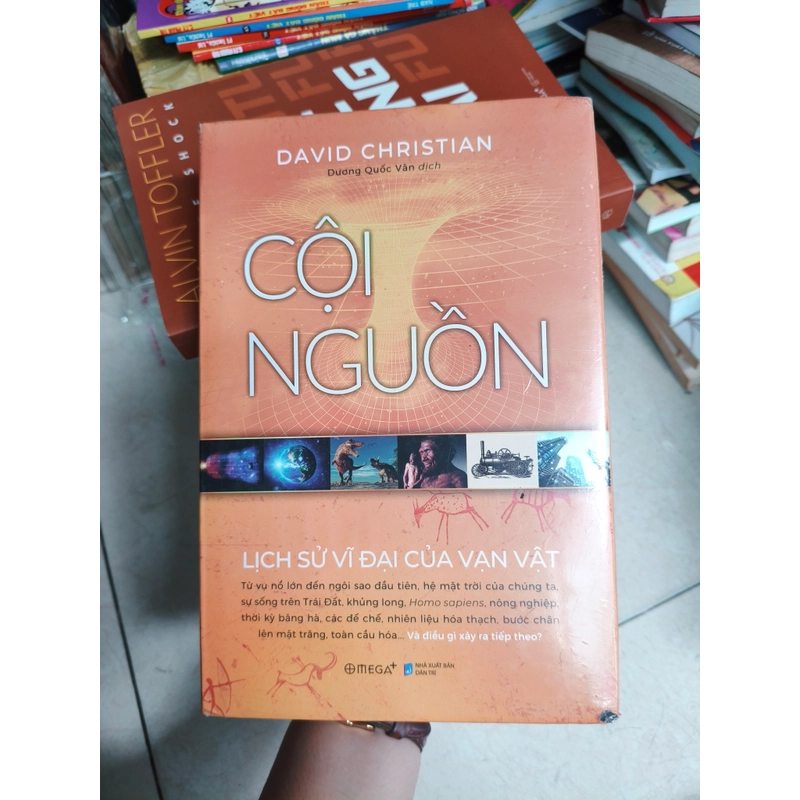 ALVIN TOFFLER
SHOCK
DAVID CHRISTIAN
Dương Quốc Vân dịch
CỘI
NGUỒN
LỊCH SỬ VĨ ĐẠI CỦA VẠN VẬT
Từ vụ nổ lớn đến ngôi sao đầu tiên, hệ mặt trời của chúng ta,
sự sống trên Trái Đất, khủng long, Homo sapiens, nông nghiệp,
thời kỳ băng hà, các đế chế, nhiên liệu hóa thạch, bước chân
lên mặt trăng, toàn cầu hóa... Và điều gì xảy ra tiếp theo?
OMEGA+
NHÀ XUẤT BẢN
DÂN TRÍ